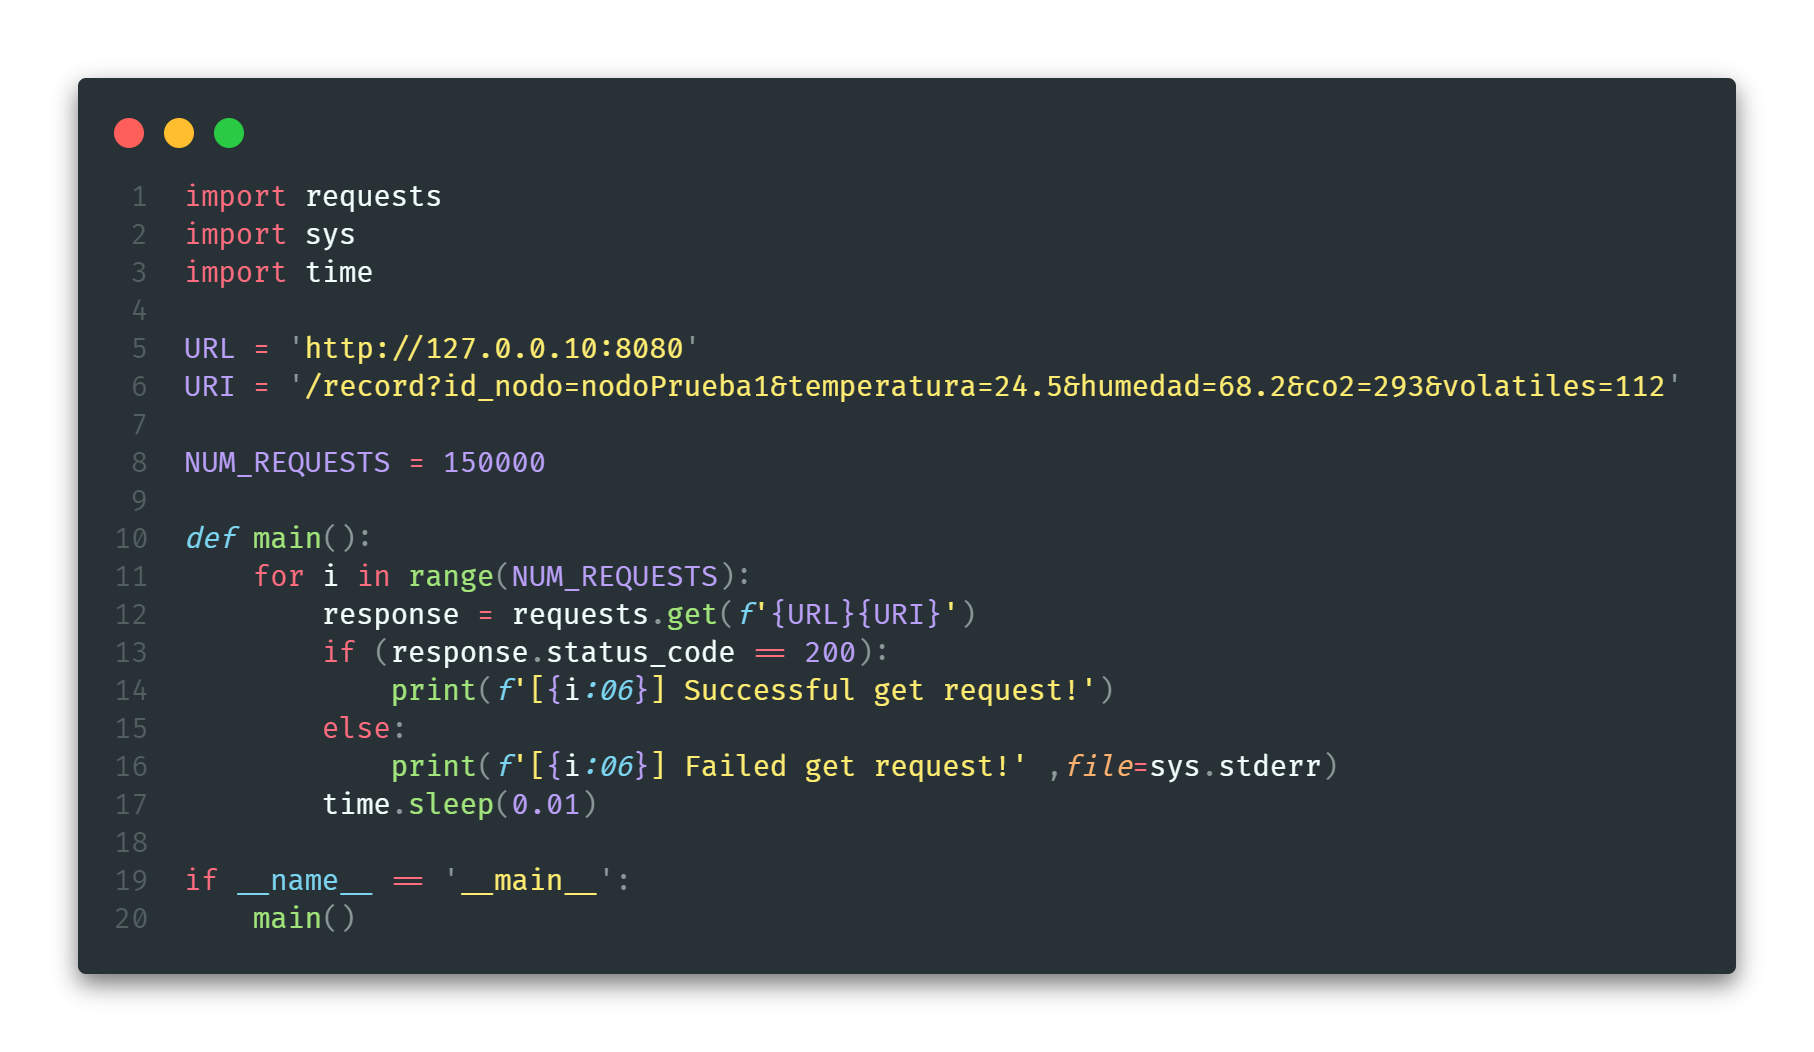 1 import requests
2 import sys
3 import time
4
5 URL = 'http://127.0.0.10:8080'
6 URI = '/record?id_nodo=nodoPrueba1&temperatura=24.5&humedad=68.2&co2=293&volatiles=112'
7
8 NUM_REQUESTS = 150000
9
10 def main():
11     for i in range(NUM_REQUESTS):
12         response = requests.get(f'{URL}{URI}')
13         if (response.status_code == 200):
14             print(f'[{i:06}] Successful get request!')
15         else:
16             print(f'[{i:06}] Failed get request!' ,file=sys.stderr)
17         time.sleep(0.01)
18
19 if __name__ == '__main__':
20     main()